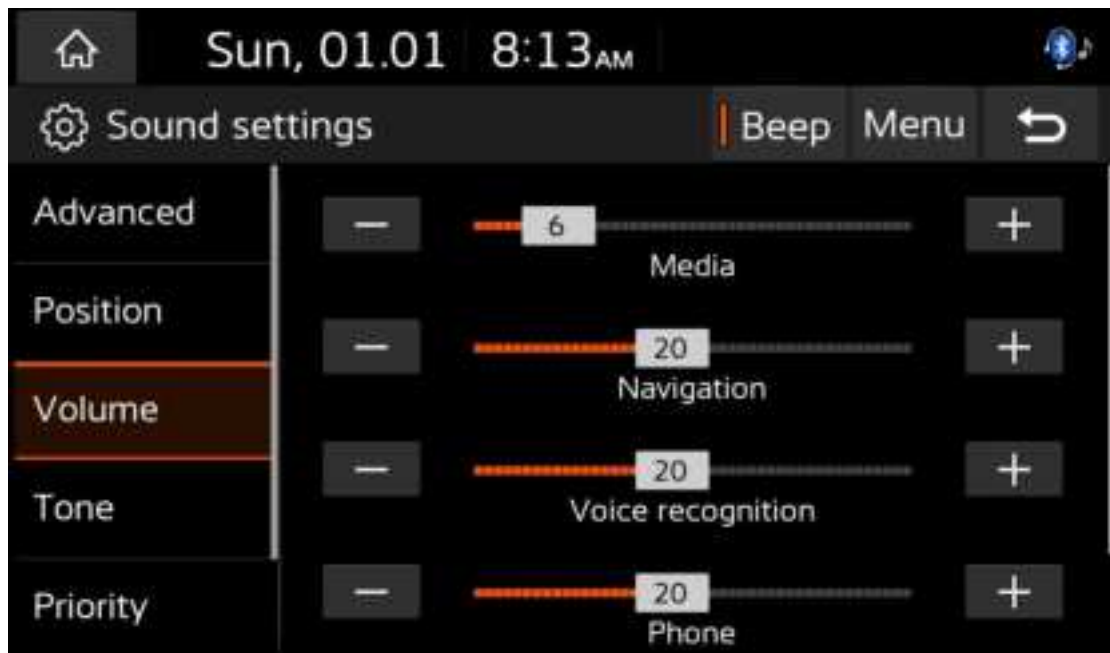 Sun, 01.01 8:13AM
Sound settings Beep Menu
Advanced
Position
Volume
Tone
Priority
6
Media
20
Navigation
20
Voice recognition
20
Phone